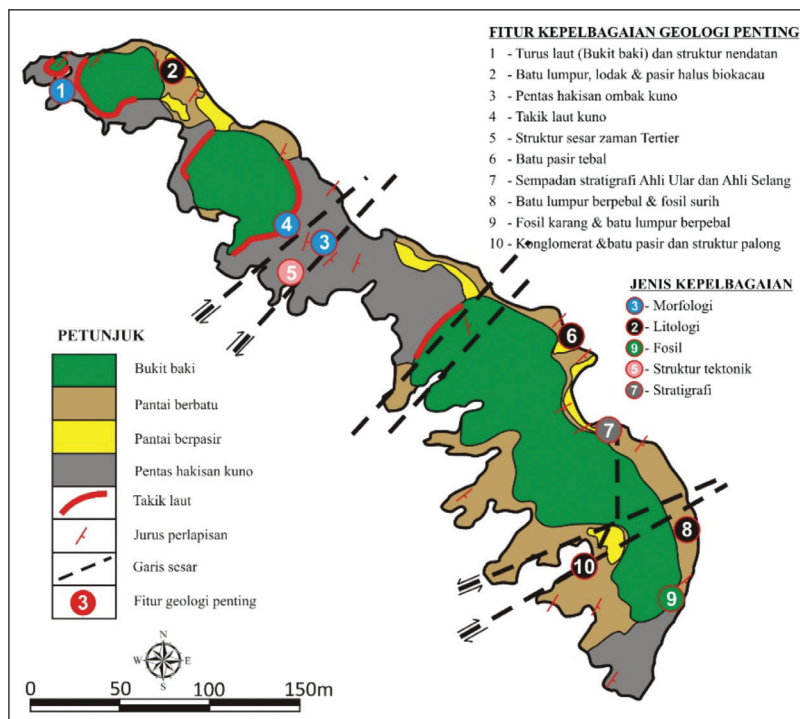 FITUR KEPELBAGAIAN GEOLOGI PENTING
1 - Turus laut (Bukit baki) dan struktur nendatan
2 - Batu lumpur, lodak & pasir halus biokacau
3 - Pentas hakisan ombak kuno
4 - Takik laut kuno
5 - Struktur sesar zaman Tertier
6 - Batu pasir tebal
7 - Sempadan stratigrafi Ahli Ular dan Ahli Selang
8 - Batu lumpur berpebal & fosil surih
9 - Fosil karang & batu lumpur berpebal
10 - Konglomerat &batu pasir dan struktur palong
JENIS KEPELBAGAIAN
3 - Morfologi
2 - Litologi
9 - Fosil
5 - Struktur tektonik
7 - Stratigrafi
1
2
4
3
5
6
7
8
10
9
PETUNJUK
Bukit baki
Pantai berbatu
Pantai berpasir
Pentas hakisan kuno
Takik laut
Jurus perlapisan
Garis sesar
3 Fitur geologi penting
N
W E
S
0 50 100 150m